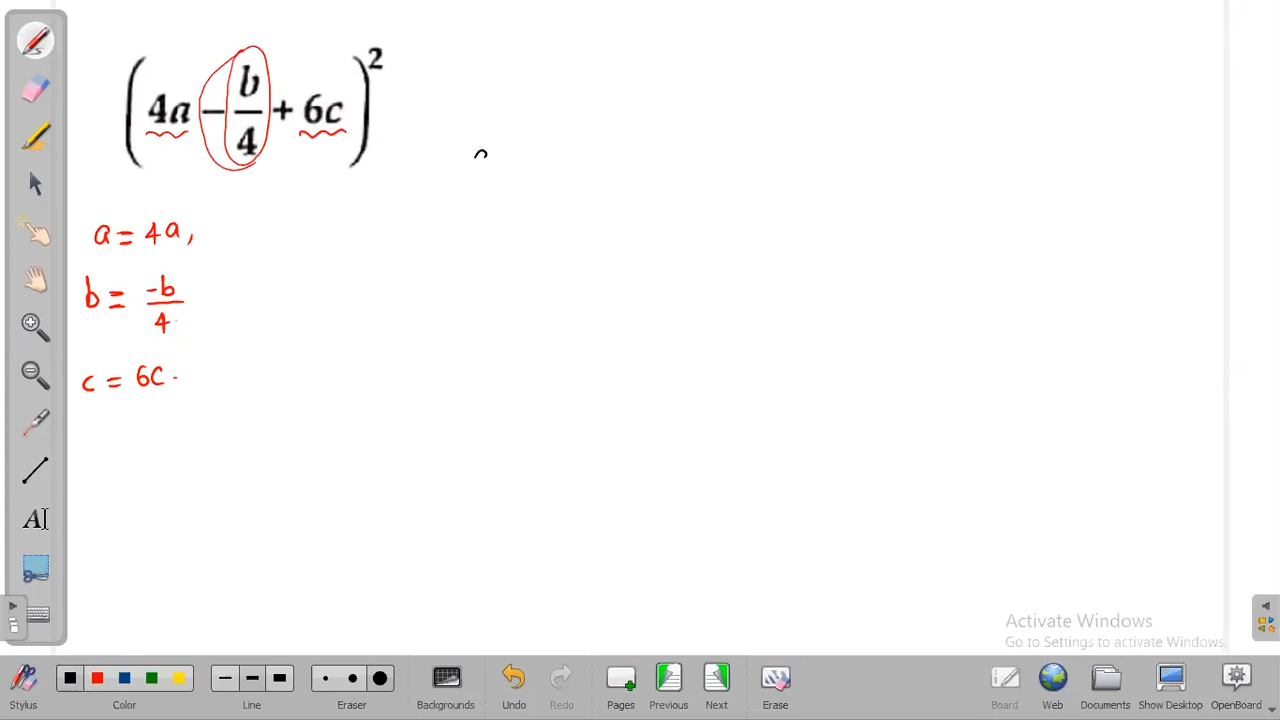 (4a − b/4 + 6c)²
a = 4a,
b = -b/4
c = 6c.
Activate Windows
Go to Settings to activate Windows.
Stylus Color Line Eraser Backgrounds Undo Redo Pages Previous Next Erase Board Web Documents Show Desktop OpenBoard